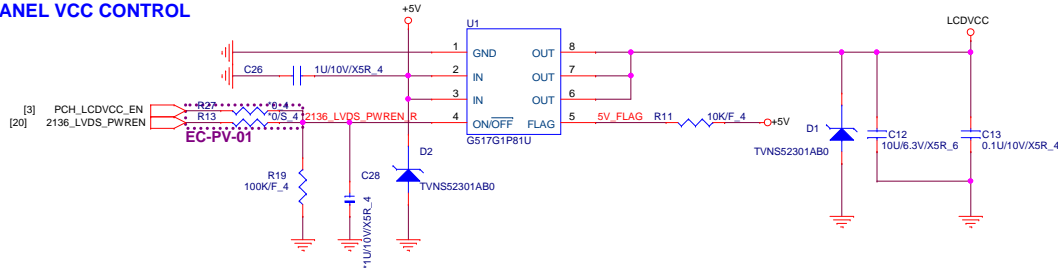 ANEL VCC CONTROL
+5V
U1
LCDVCC
1 GND OUT 8
C26 1U/10V/X5R_4
2 IN OUT 7
3 IN OUT 6
[3] PCH_LCDVCC_EN R27 *0_4
[20] 2136_LVDS_PWREN R13 *0/S_4 2136_LVDS_PWREN_R
4 ON/OFF FLAG 5 5V_FLAG R11 10K/F_4 +5V
EC-PV-01
G517G1P81U
D1
TVNS52301AB0
C12
10U/6.3V/X5R_6
C13
0.1U/10V/X5R_4
D2
TVNS52301AB0
R19
100K/F_4
C28
*1U/10V/X5R_4